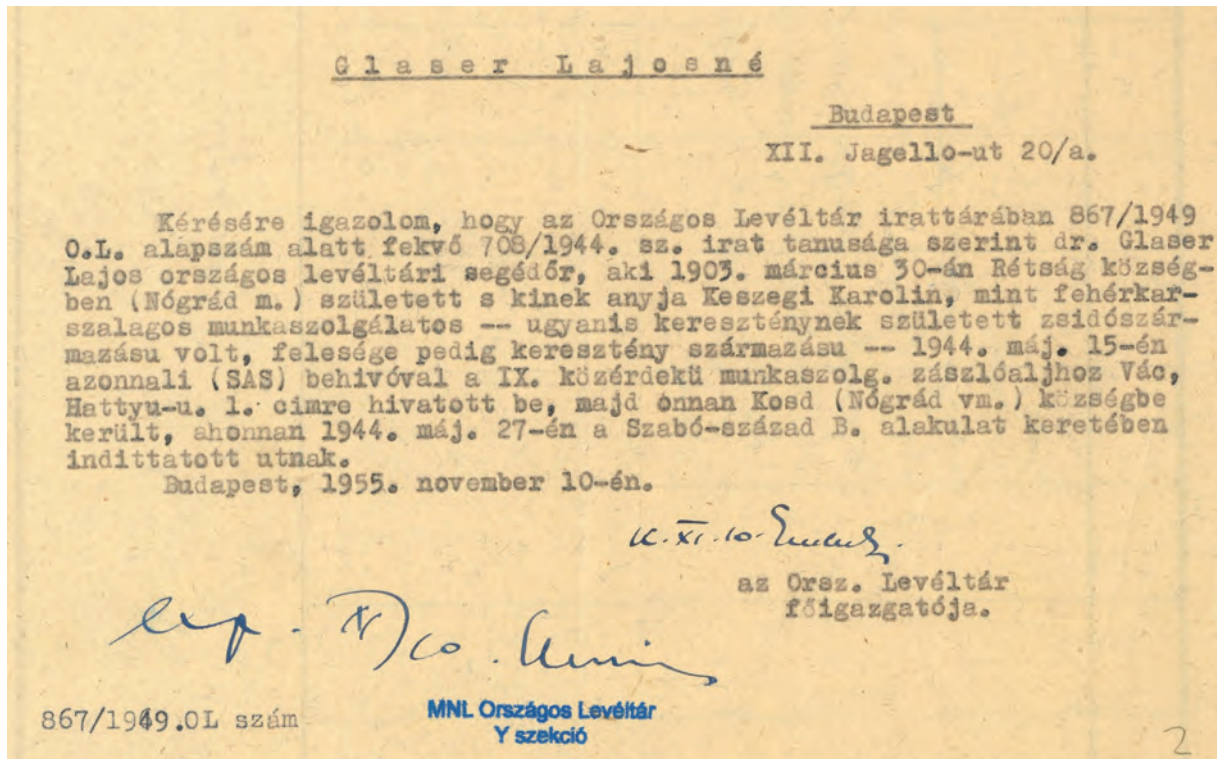 Glaser Lajosné
Budapest
XII. Jagello-ut 20/a.
Kérésére igazolom, hogy az Országos Levéltár irattárában 867/1949
O.L. alapszám alatt fekvő 708/1944. sz. irat tanusága szerint dr. Glaser
Lajos országos levéltári segédőr, aki 1903. március 30-án Rétság község-
ben (Nógrád m.) született s kinek anyja Keszegi Karolin, mint fehérkar-
szalagos munkaszolgálatos -- ugyanis kereszténynek született zsidószár-
mazásu volt, felesége pedig keresztény származásu -- 1944. máj. 15-én
azonnali (SAS) behivóval a IX. közérdekü munkaszolg. zászlóaljhoz Vác,
Hattyu-u. 1. cimre hivatott be, majd onnan Kosd (Nógrád vm.) községbe
került, ahonnan 1944. máj. 27-én a Szabó-század B. alakulat keretében
indittatott utnak.
Budapest, 1955. november 10-én.
XI. 10.
az Orsz. Levéltár
főigazgatója.
exp. XI/10.
867/1949.OL szám
MNL Országos Levéltár
Y szekció
2